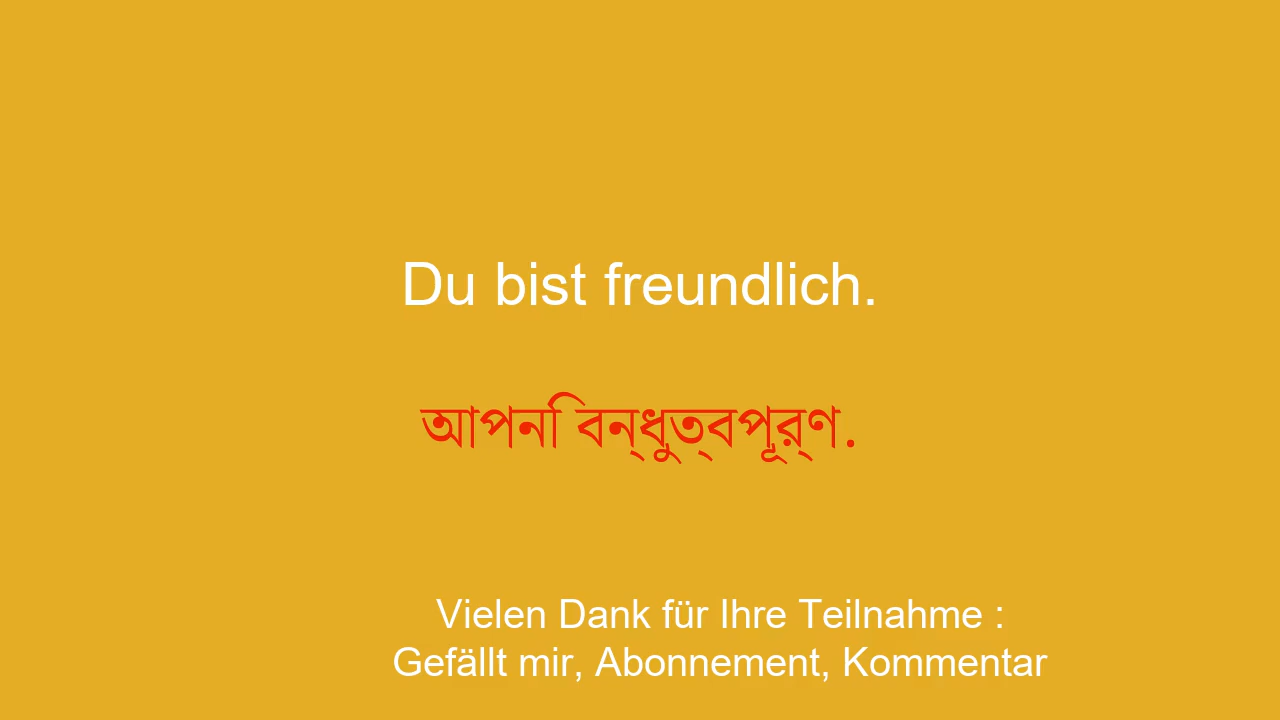 Du bist freundlich.
আপনি বন্ধুত্বপূর্ণ.
Vielen Dank für Ihre Teilnahme :
Gefällt mir, Abonnement, Kommentar